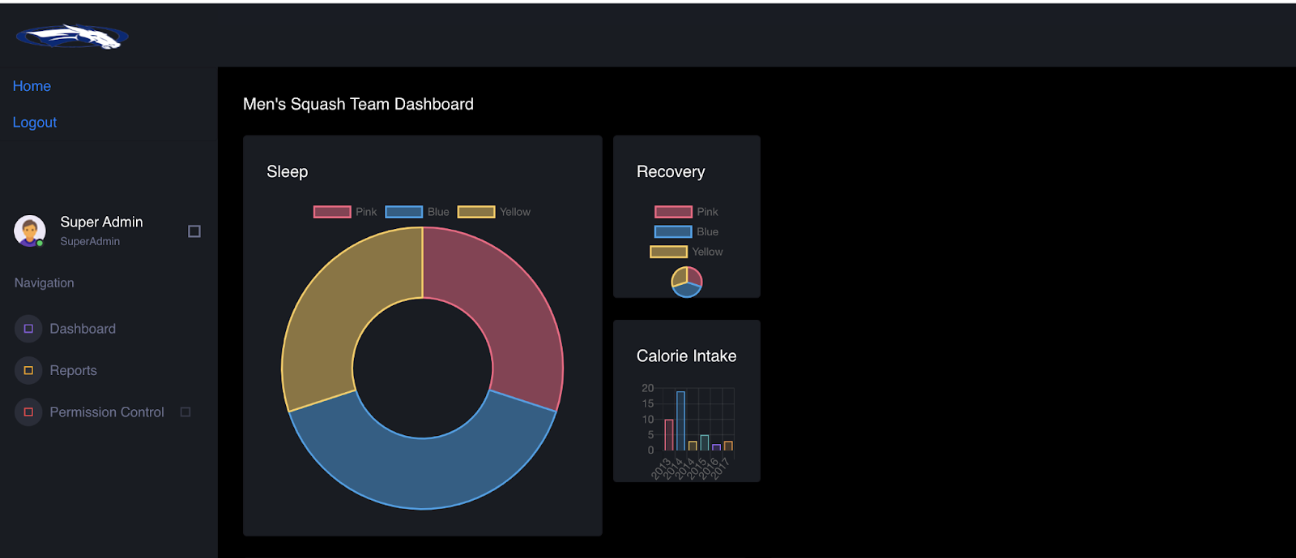 Home
Logout
Super Admin
SuperAdmin
Navigation
Dashboard
Reports
Permission Control
Men's Squash Team Dashboard
Sleep
Pink Blue Yellow
Recovery
Pink
Blue
Yellow
Calorie Intake
20
15
10
5
0
2013 2014 2014 2015 2016 2017